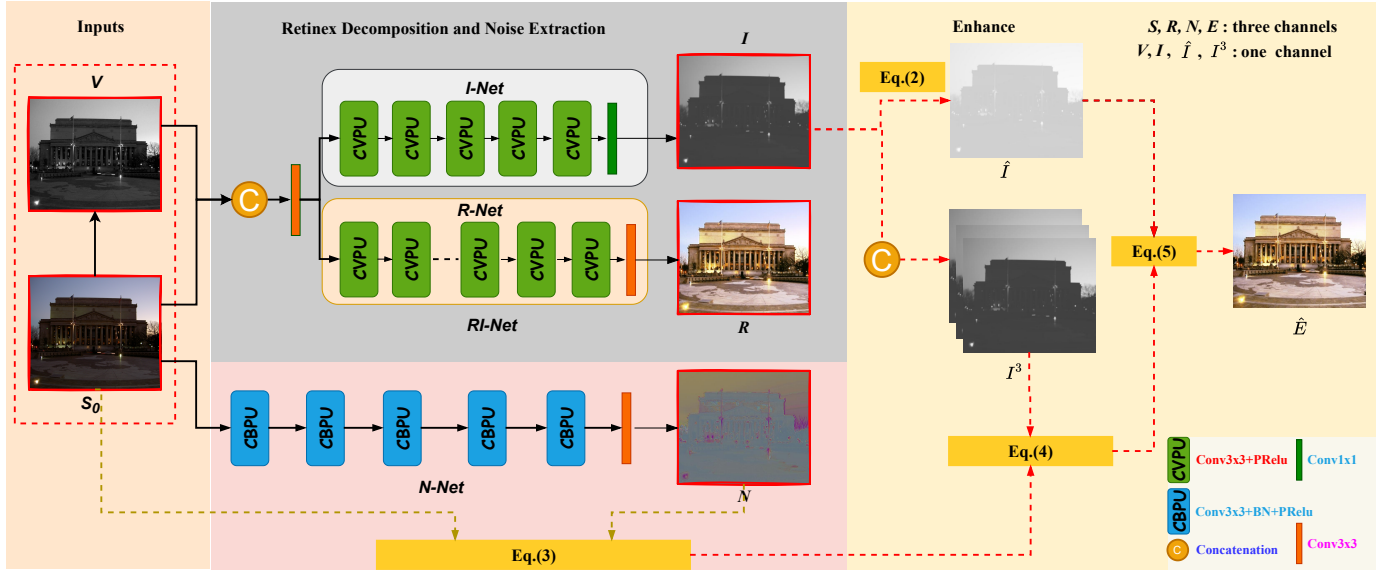 Inputs
Retinex Decomposition and Noise Extraction
Enhance
S, R, N, E : three channels
V, I , Î , I³ : one channel
V
S₀
C
I-Net
CVPU
CVPU
CVPU
CVPU
CVPU
R-Net
CVPU
CVPU
CVPU
CVPU
CVPU
RI-Net
I
R
CBPU
CBPU
CBPU
CBPU
CBPU
N-Net
N
Eq.(3)
Eq.(2)
Î
C
I³
Eq.(4)
Eq.(5)
Ê
CVPU
Conv3x3+PRelu
Conv1x1
CBPU
Conv3x3+BN+PRelu
C
Concatenation
Conv3x3